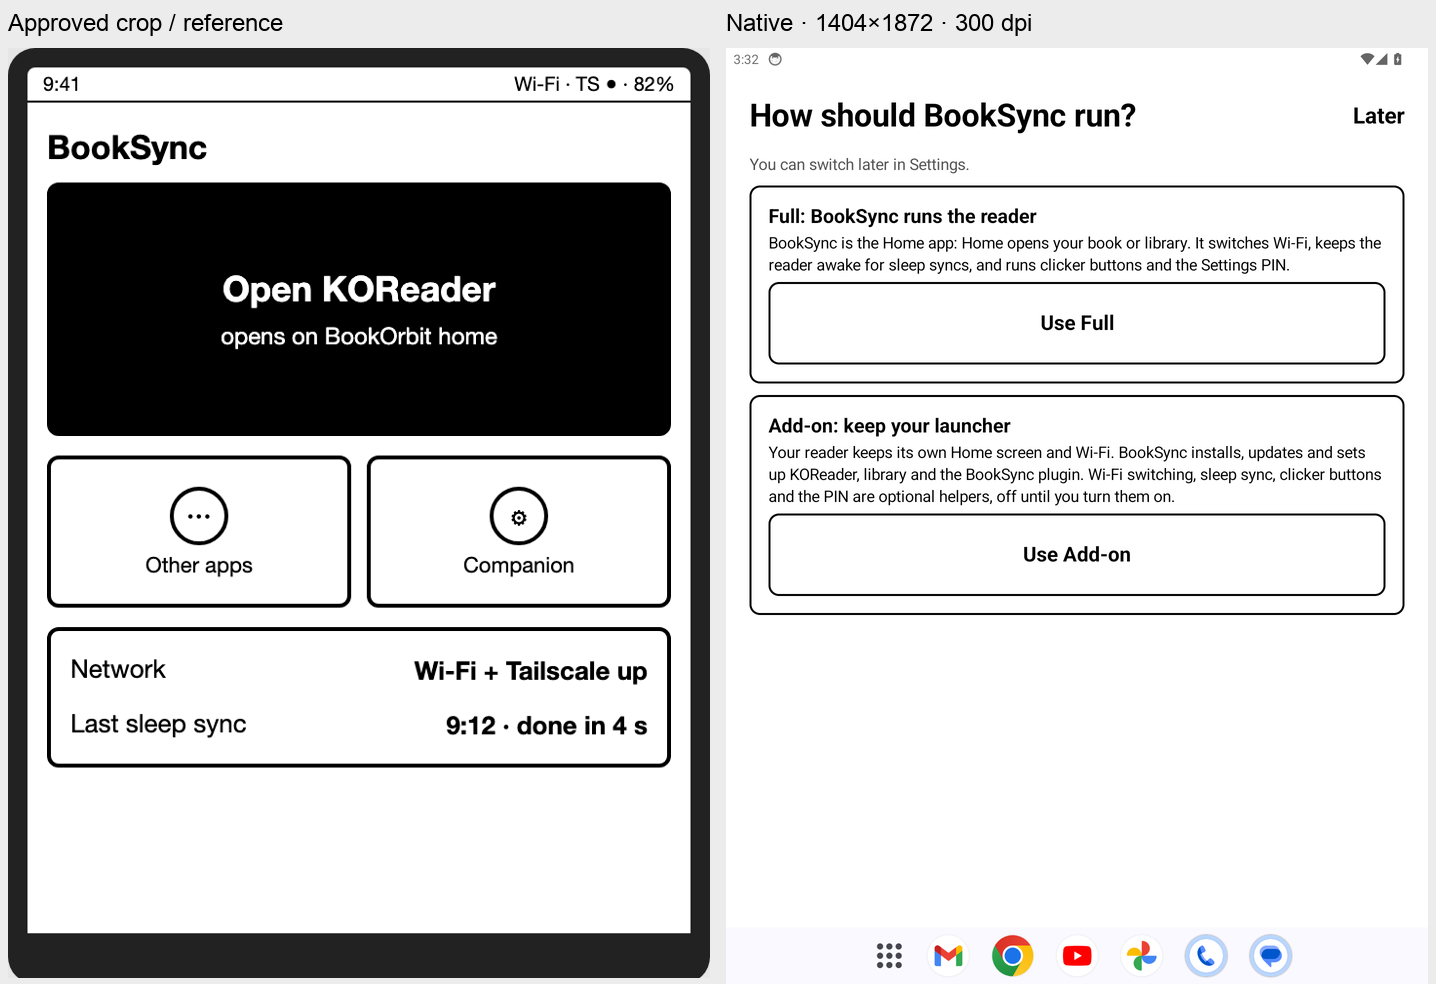 Approved crop / reference
9:41
Wi-Fi · TS ● · 82%
BookSync
Open KOReader
opens on BookOrbit home
Other apps
Companion
Network
Wi-Fi + Tailscale up
Last sleep sync
9:12 · done in 4 s
Native · 1404×1872 · 300 dpi
3:32
How should BookSync run?
Later
You can switch later in Settings.
Full: BookSync runs the reader
BookSync is the Home app: Home opens your book or library. It switches Wi-Fi, keeps the
reader awake for sleep syncs, and runs clicker buttons and the Settings PIN.
Use Full
Add-on: keep your launcher
Your reader keeps its own Home screen and Wi-Fi. BookSync installs, updates and sets
up KOReader, library and the BookSync plugin. Wi-Fi switching, sleep sync, clicker buttons
and the PIN are optional helpers, off until you turn them on.
Use Add-on